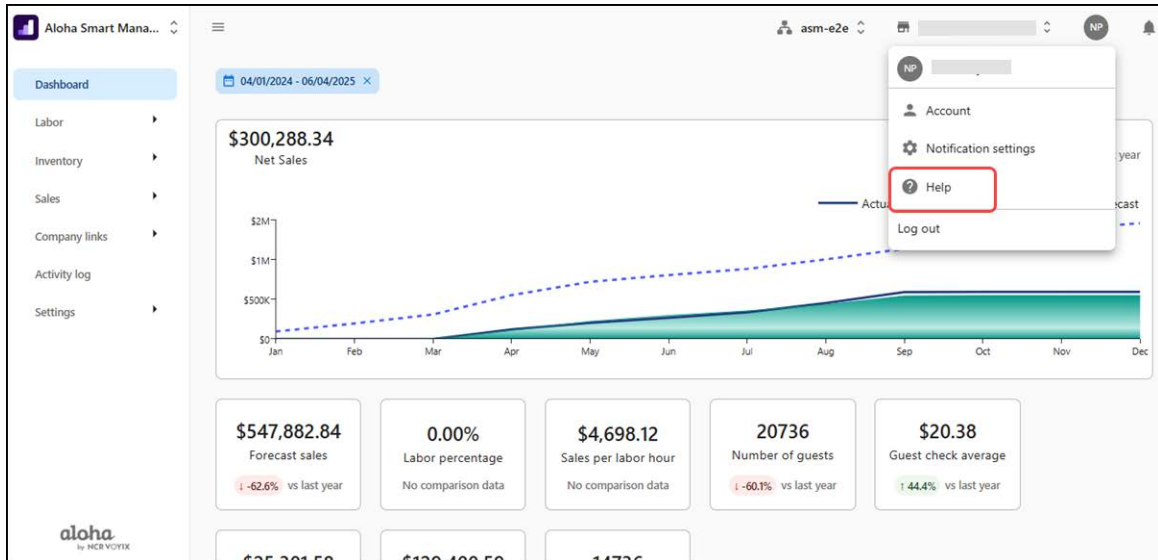 Aloha Smart Mana...
asm-e2e
NP
NP
Account
Notification settings
Help
Log out
Dashboard
Labor
Inventory
Sales
Company links
Activity log
Settings
aloha
by NCR VOYIX
04/01/2024 - 06/04/2025 ×
$300,288.34
Net Sales
year
Actu
ecast
$2M
$1M
$500K
$0
Jan Feb Mar Apr May Jun Jul Aug Sep Oct Nov Dec
$547,882.84
Forecast sales
↓ -62.6% vs last year
0.00%
Labor percentage
No comparison data
$4,698.12
Sales per labor hour
No comparison data
20736
Number of guests
↓ -60.1% vs last year
$20.38
Guest check average
↑ 44.4% vs last year